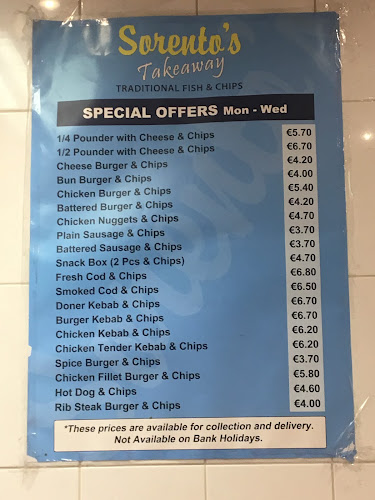 Sorento's
Takeaway
TRADITIONAL FISH & CHIPS
SPECIAL OFFERS Mon - Wed
1/4 Pounder with Cheese & Chips €5.70
1/2 Pounder with Cheese & Chips €6.70
Cheese Burger & Chips €4.20
Bun Burger & Chips €4.00
Chicken Burger & Chips €5.40
Battered Burger & Chips €4.20
Chicken Nuggets & Chips €4.70
Plain Sausage & Chips €3.70
Battered Sausage & Chips €3.70
Snack Box (2 Pcs & Chips) €4.70
Fresh Cod & Chips €6.80
Smoked Cod & Chips €6.50
Doner Kebab & Chips €6.70
Burger Kebab & Chips €6.70
Chicken Kebab & Chips €6.20
Chicken Tender Kebab & Chips €6.20
Spice Burger & Chips €3.70
Chicken Fillet Burger & Chips €5.80
Hot Dog & Chips €4.60
Rib Steak Burger & Chips €4.00
*These prices are available for collection and delivery.
Not Available on Bank Holidays.